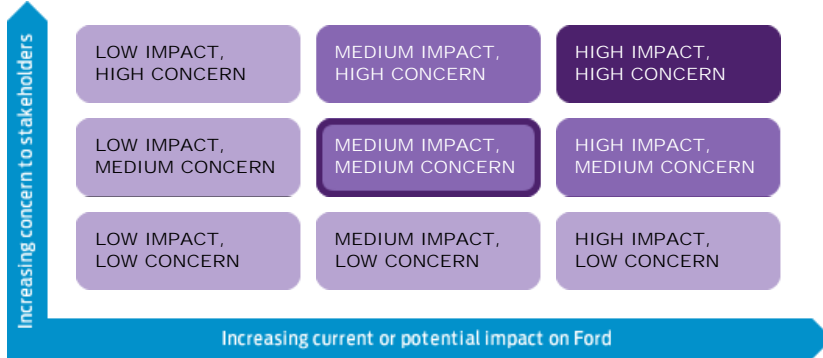 Increasing concern to stakeholders
LOW IMPACT,
HIGH CONCERN
MEDIUM IMPACT,
HIGH CONCERN
HIGH IMPACT,
HIGH CONCERN
LOW IMPACT,
MEDIUM CONCERN
MEDIUM IMPACT,
MEDIUM CONCERN
HIGH IMPACT,
MEDIUM CONCERN
LOW IMPACT,
LOW CONCERN
MEDIUM IMPACT,
LOW CONCERN
HIGH IMPACT,
LOW CONCERN
Increasing current or potential impact on Ford